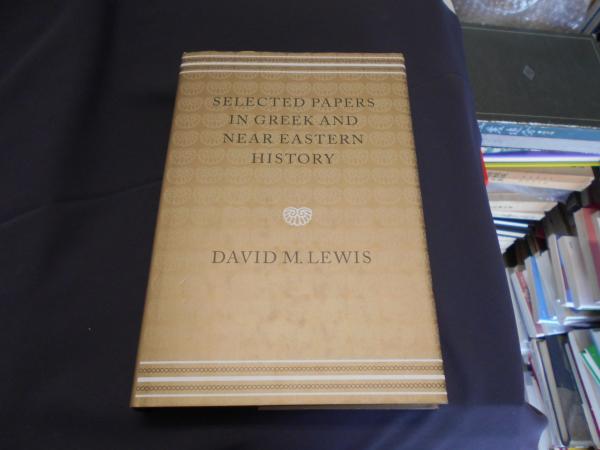 SELECTED PAPERS
IN GREEK AND
NEAR EASTERN
HISTORY
DAVID M. LEWIS